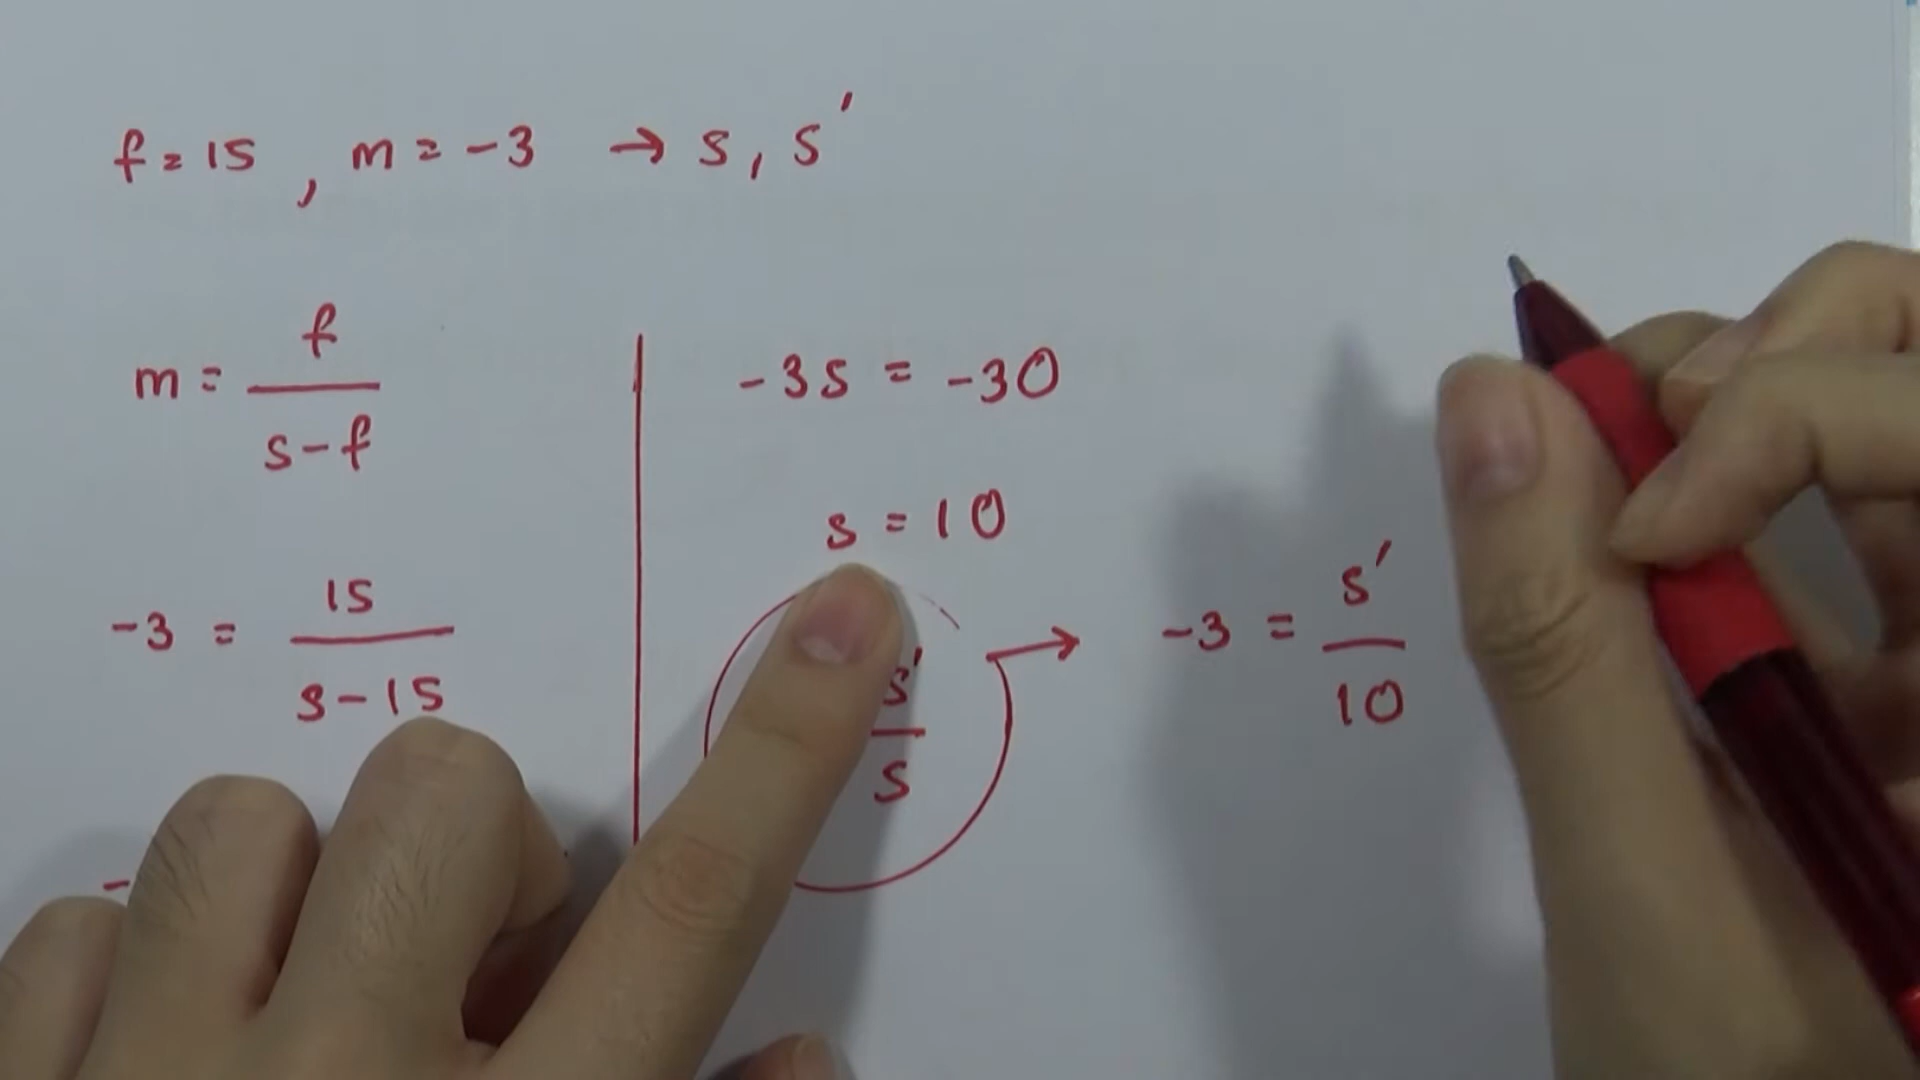 f = 15 , m = -3 → s, s'
m = f / s-f
-3 = 15 / s-15
-
-3s = -30
s = 10
s' / s
→ -3 = s' / 10